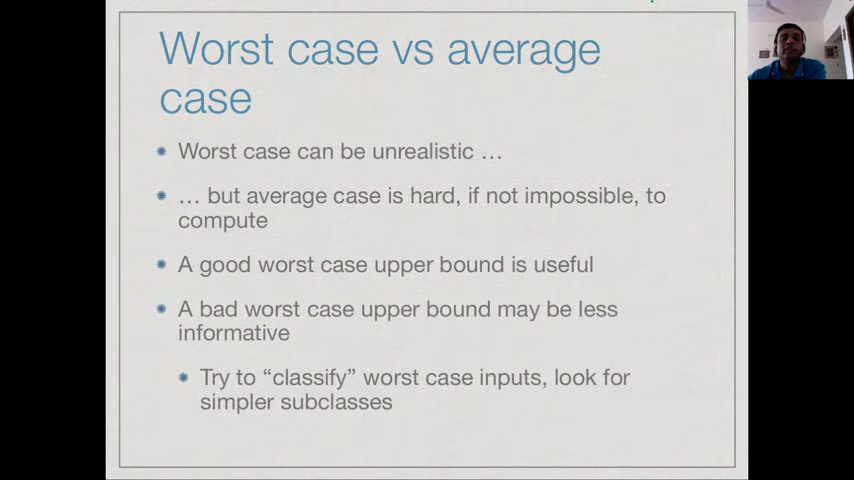 Worst case vs average
case
Worst case can be unrealistic …
… but average case is hard, if not impossible, to
compute
A good worst case upper bound is useful
A bad worst case upper bound may be less
informative
Try to “classify” worst case inputs, look for
simpler subclasses